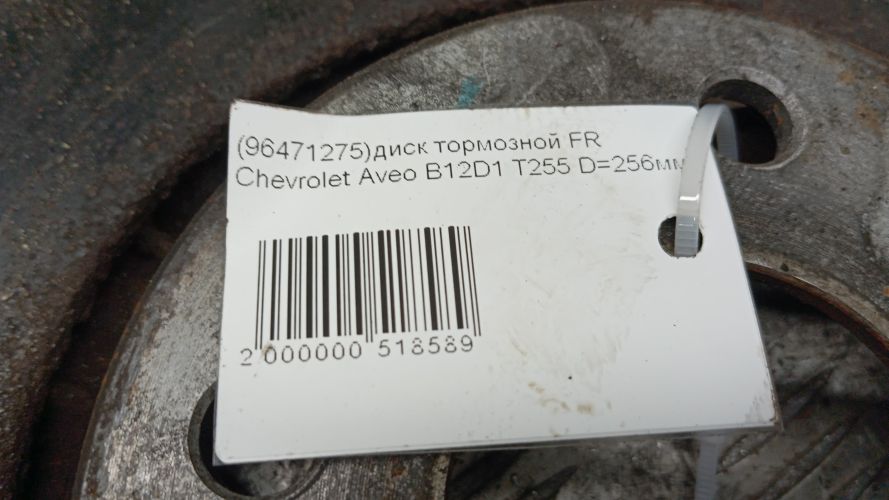 (96471275)диск тормозной FR
Chevrolet Aveo B12D1 T255 D=256мм
2 000000 518589